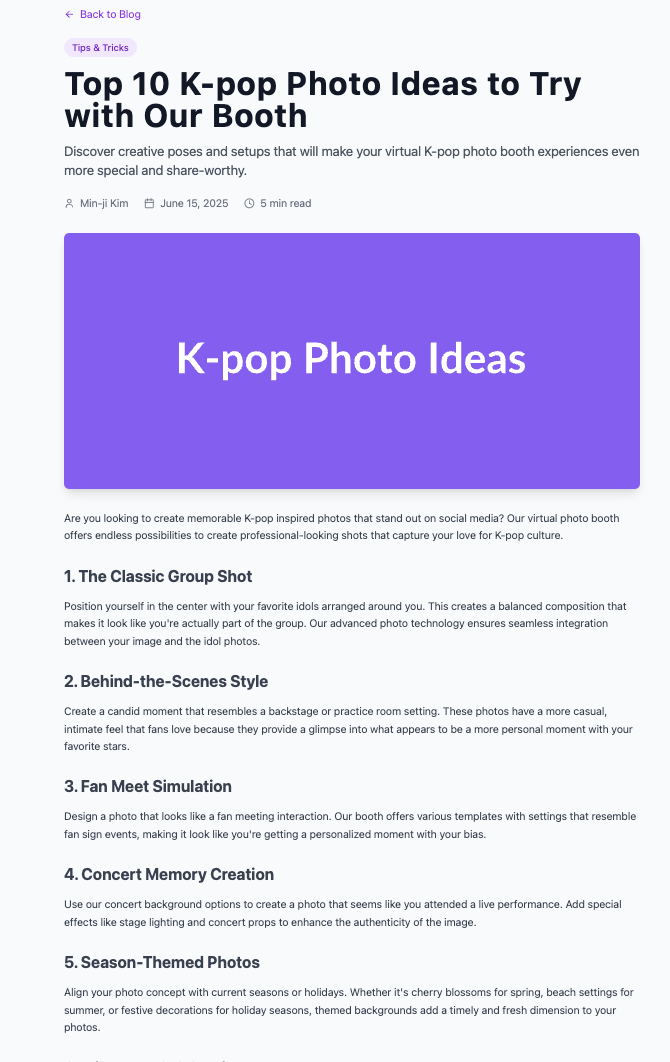 Back to Blog
Tips & Tricks
Top 10 K-pop Photo Ideas to Try
with Our Booth
Discover creative poses and setups that will make your virtual K-pop photo booth experiences even
more special and share-worthy.
Min-ji Kim June 15, 2025 5 min read
K-pop Photo Ideas
Are you looking to create memorable K-pop inspired photos that stand out on social media? Our virtual photo booth
offers endless possibilities to create professional-looking shots that capture your love for K-pop culture.
1. The Classic Group Shot
Position yourself in the center with your favorite idols arranged around you. This creates a balanced composition that
makes it look like you're actually part of the group. Our advanced photo technology ensures seamless integration
between your image and the idol photos.
2. Behind-the-Scenes Style
Create a candid moment that resembles a backstage or practice room setting. These photos have a more casual,
intimate feel that fans love because they provide a glimpse into what appears to be a more personal moment with your
favorite stars.
3. Fan Meet Simulation
Design a photo that looks like a fan meeting interaction. Our booth offers various templates with settings that resemble
fan sign events, making it look like you're getting a personalized moment with your bias.
4. Concert Memory Creation
Use our concert background options to create a photo that seems like you attended a live performance. Add special
effects like stage lighting and concert props to enhance the authenticity of the image.
5. Season-Themed Photos
Align your photo concept with current seasons or holidays. Whether it's cherry blossoms for spring, beach settings for
summer, or festive decorations for holiday seasons, themed backgrounds add a timely and fresh dimension to your
photos.